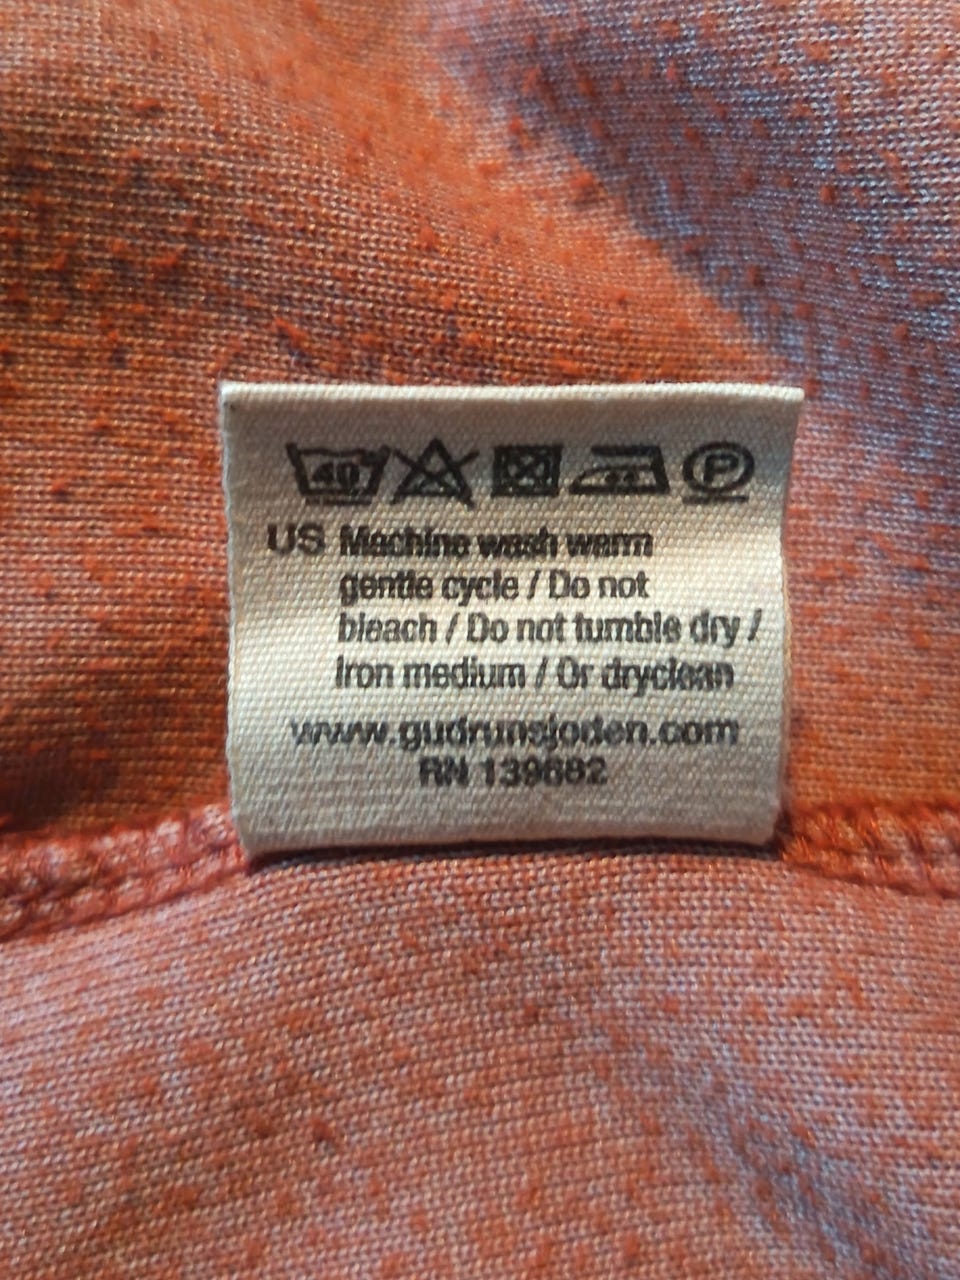 40 P
US Machine wash warm
gentle cycle / Do not
bleach / Do not tumble dry /
Iron medium / Or dryclean
www.gudrunsjoden.com
RN 139682